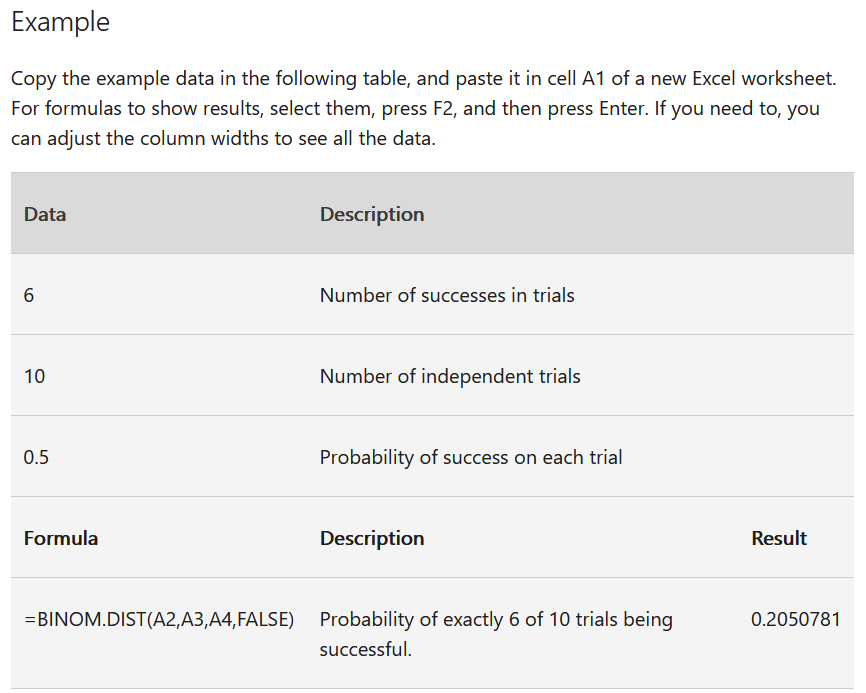 Example
Copy the example data in the following table, and paste it in cell A1 of a new Excel worksheet.
For formulas to show results, select them, press F2, and then press Enter. If you need to, you
can adjust the column widths to see all the data.
Data Description
6 Number of successes in trials
10 Number of independent trials
0.5 Probability of success on each trial
Formula Description Result
=BINOM.DIST(A2,A3,A4,FALSE) Probability of exactly 6 of 10 trials being 0.2050781
successful.